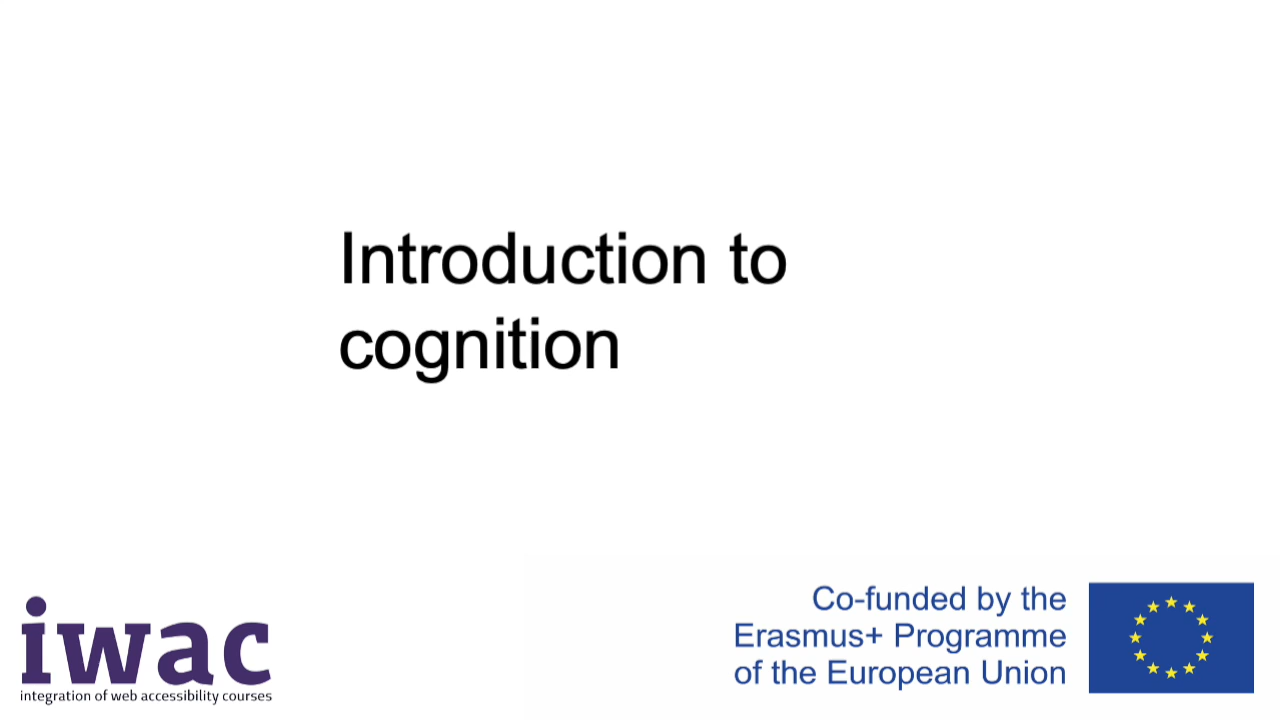 Introduction to
cognition
iwac
integration of web accessibility courses
Co-funded by the
Erasmus+ Programme
of the European Union